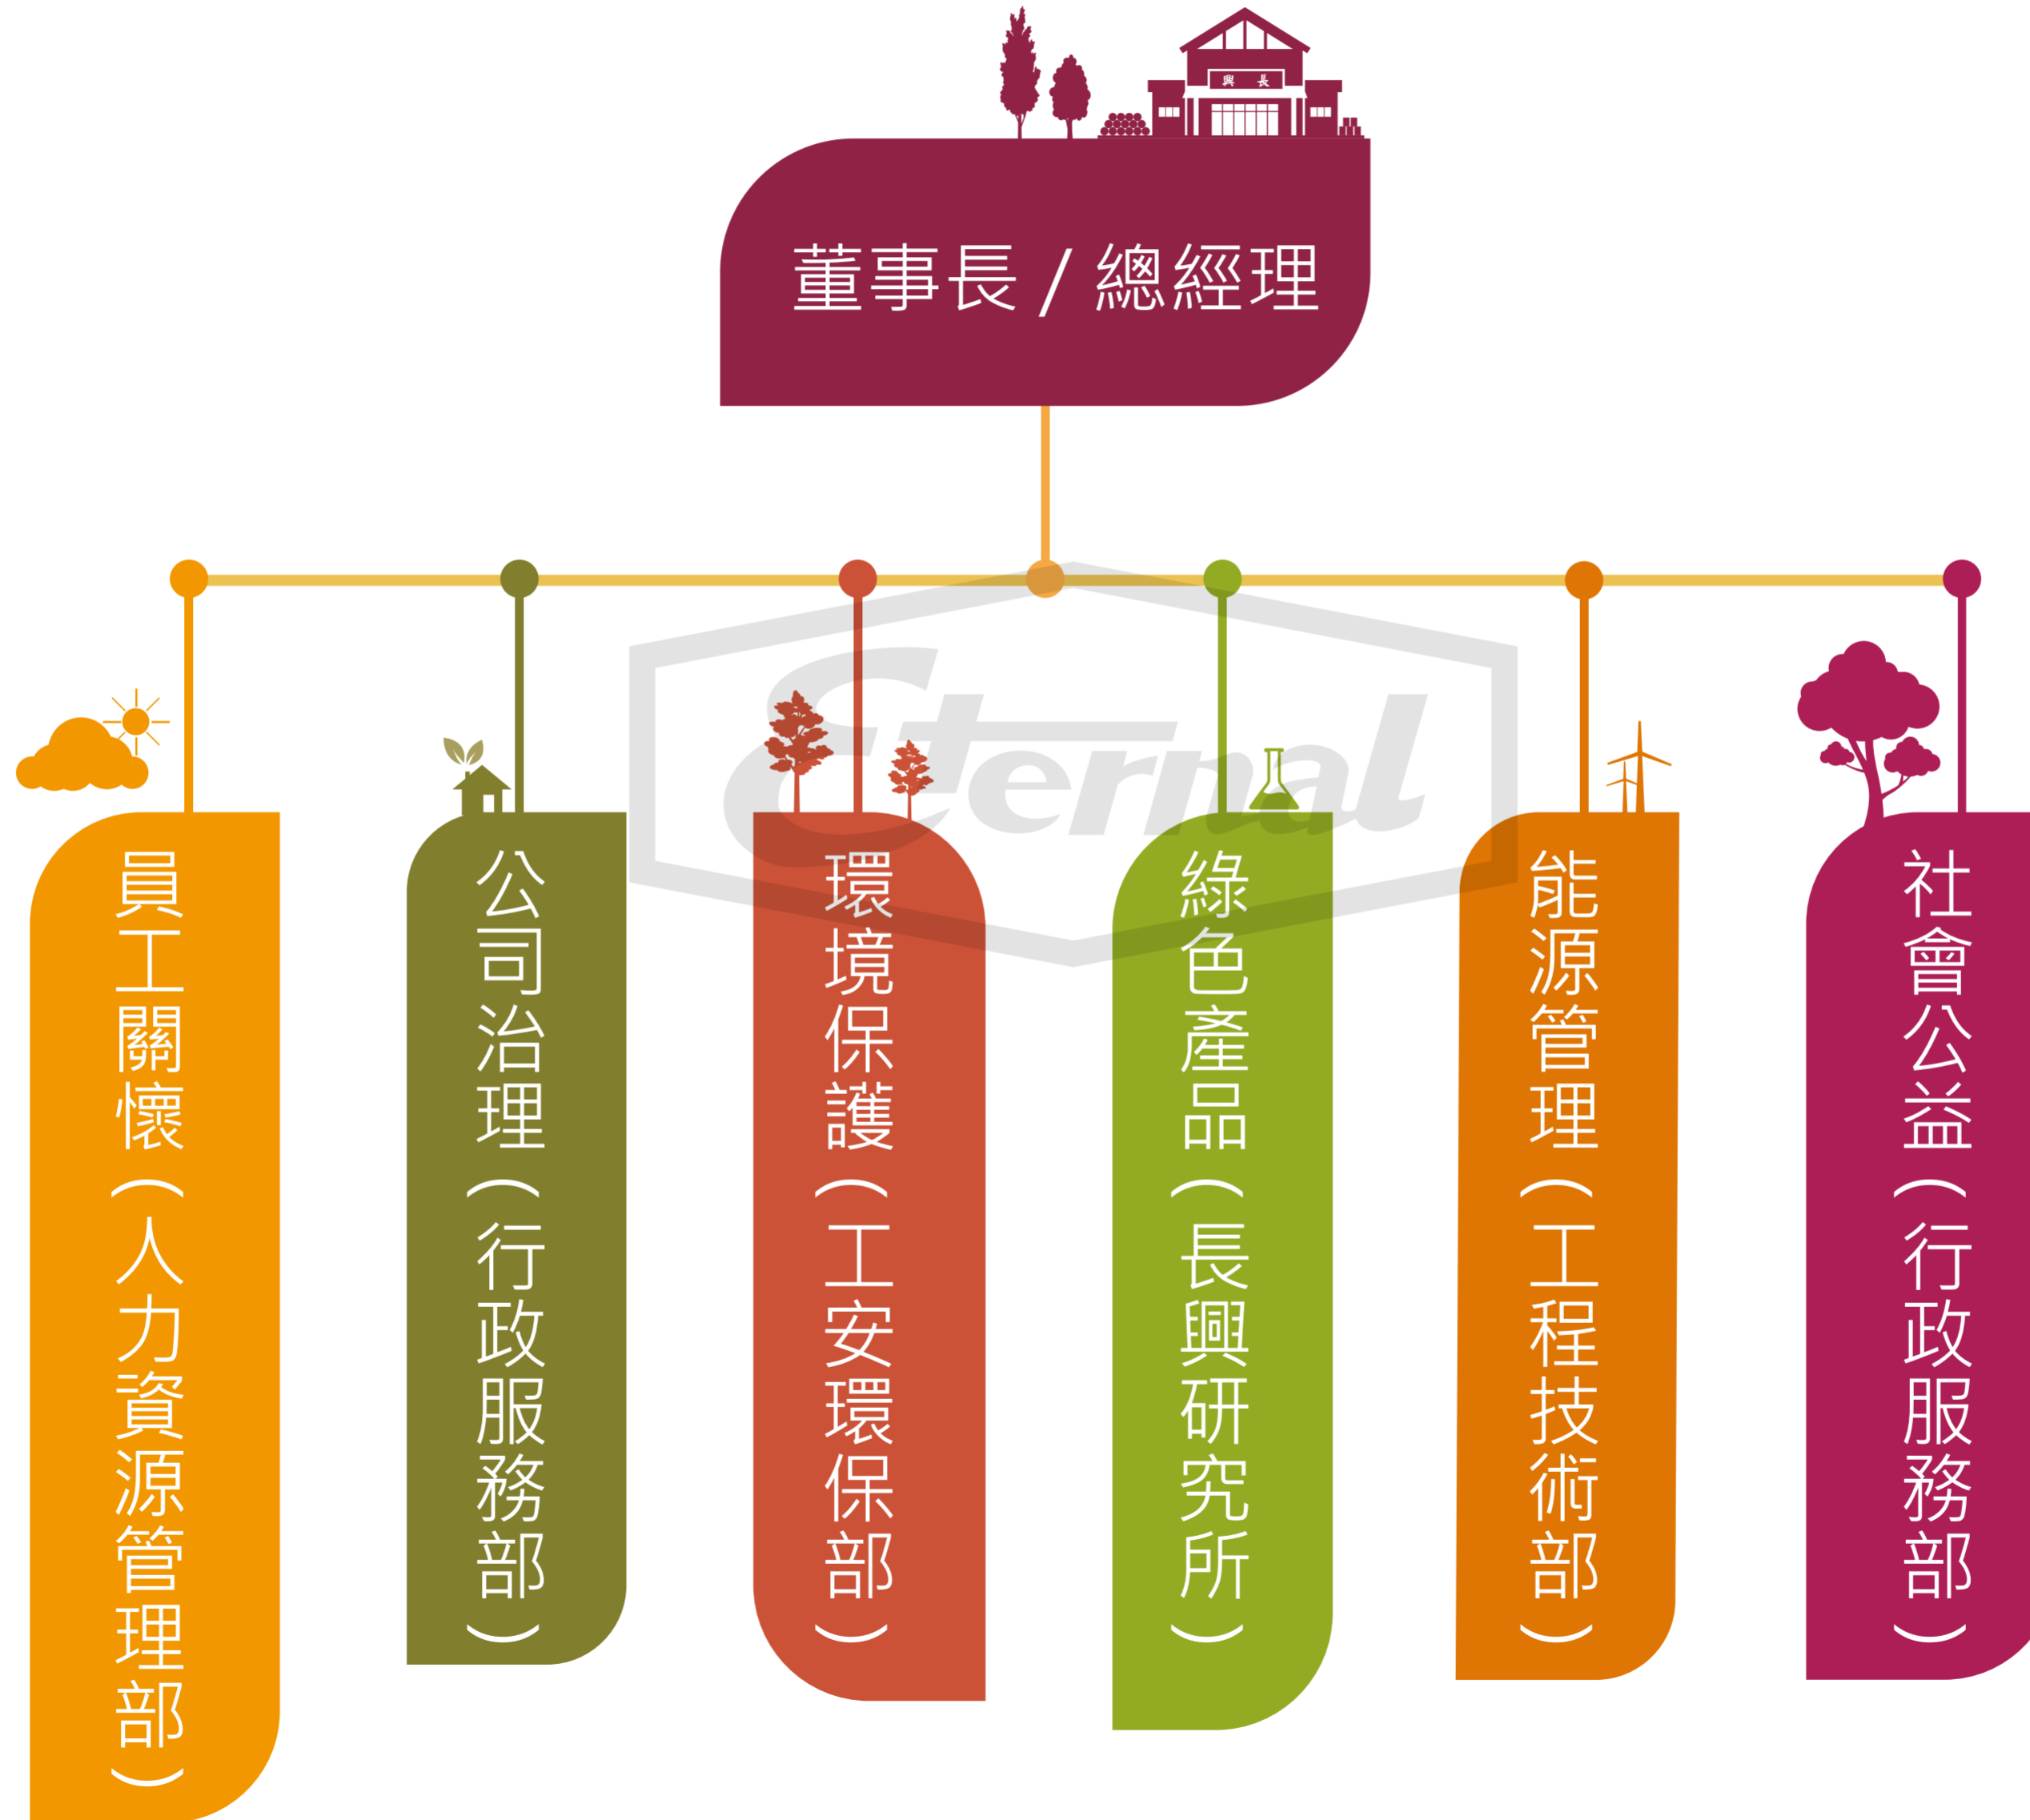 興 長
董事長/總經理
員工關懷(人力資源管理部)
公司治理(行政服務部)
環境保護(工安環保部)
綠色產品(長興研究所)
能源管理(工程技術部)
社會公益(行政服務部)
Eternal